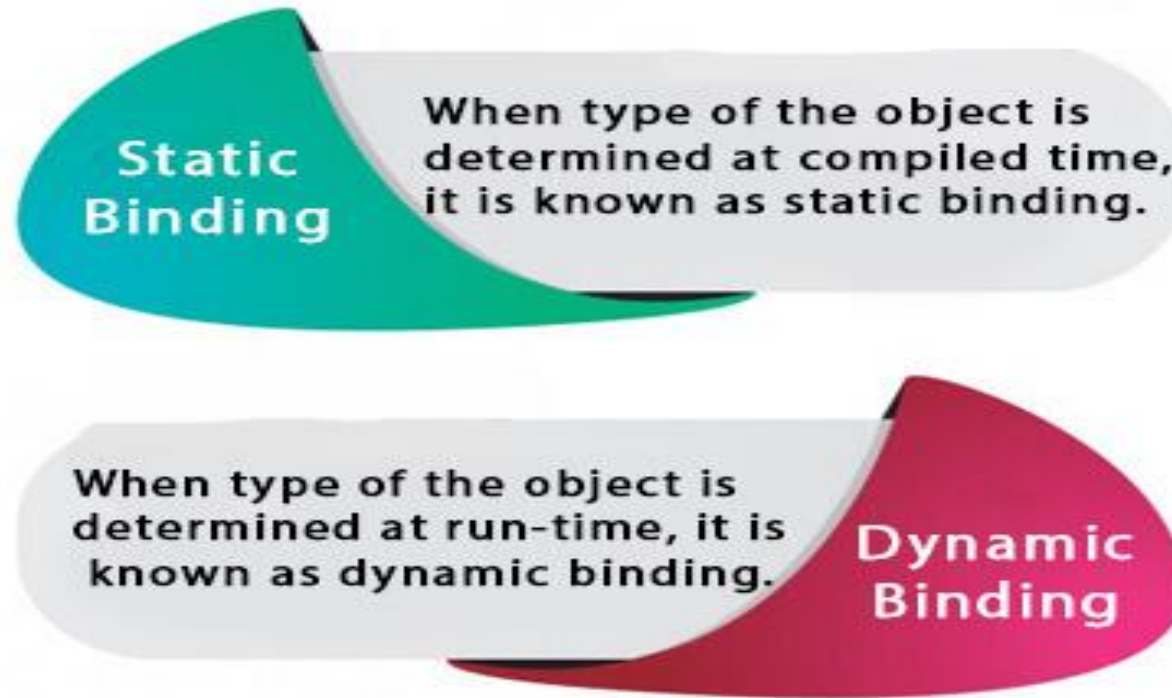 Static
Binding
When type of the object is
determined at compiled time,
it is known as static binding.
When type of the object is
determined at run-time, it is
known as dynamic binding.
Dynamic
Binding